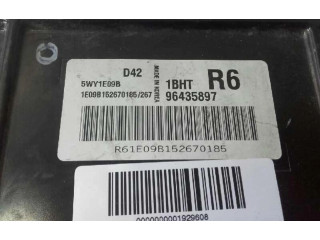 D42 MADE IN KOREA 1BHT R6
5WY1E09B
1E09B152670185/267 96435897
R61E09B152670185
0000000001929608